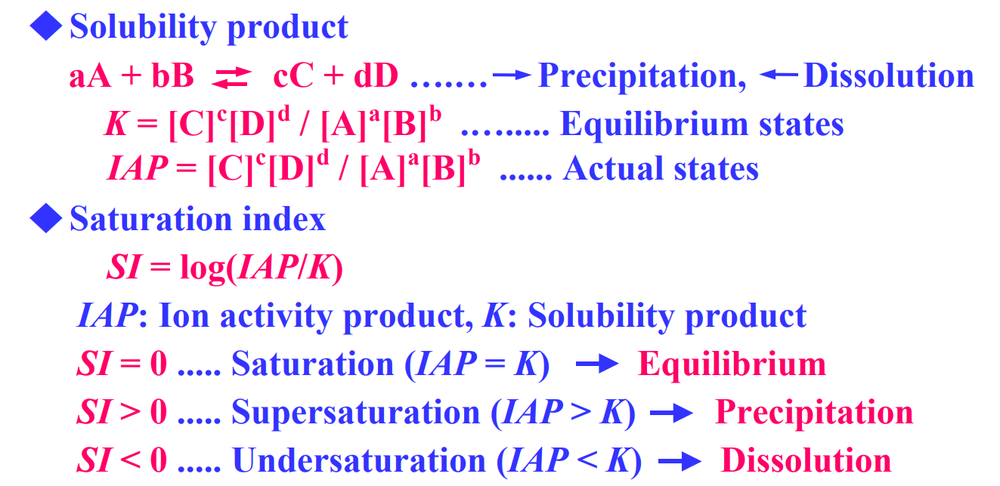 ◆ Solubility product
aA + bB ⇌ cC + dD …….… → Precipitation, ← Dissolution
K = [C]ᶜ[D]ᵈ / [A]ᵃ[B]ᵇ ….…..... Equilibrium states
IAP = [C]ᶜ[D]ᵈ / [A]ᵃ[B]ᵇ ...... Actual states
◆ Saturation index
SI = log(IAP/K)
IAP: Ion activity product, K: Solubility product
SI = 0 ..... Saturation (IAP = K) → Equilibrium
SI > 0 ..... Supersaturation (IAP > K) → Precipitation
SI < 0 ..... Undersaturation (IAP < K) → Dissolution